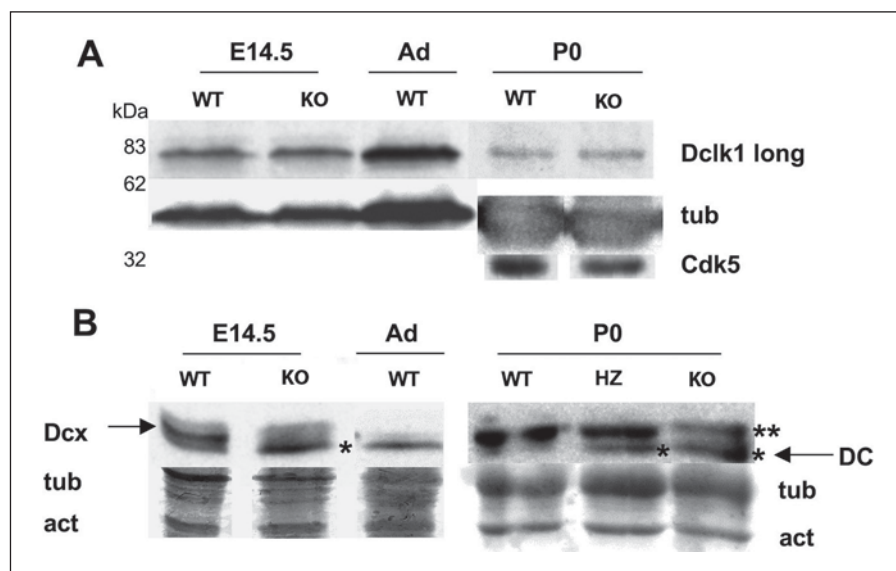 A
E14.5 Ad P0
WT KO WT WT KO
kDa
83 Dclk1 long
62
tub
32 Cdk5
B
E14.5 Ad P0
WT KO WT WT HZ KO
**
Dcx * * * DC
tub tub
act act